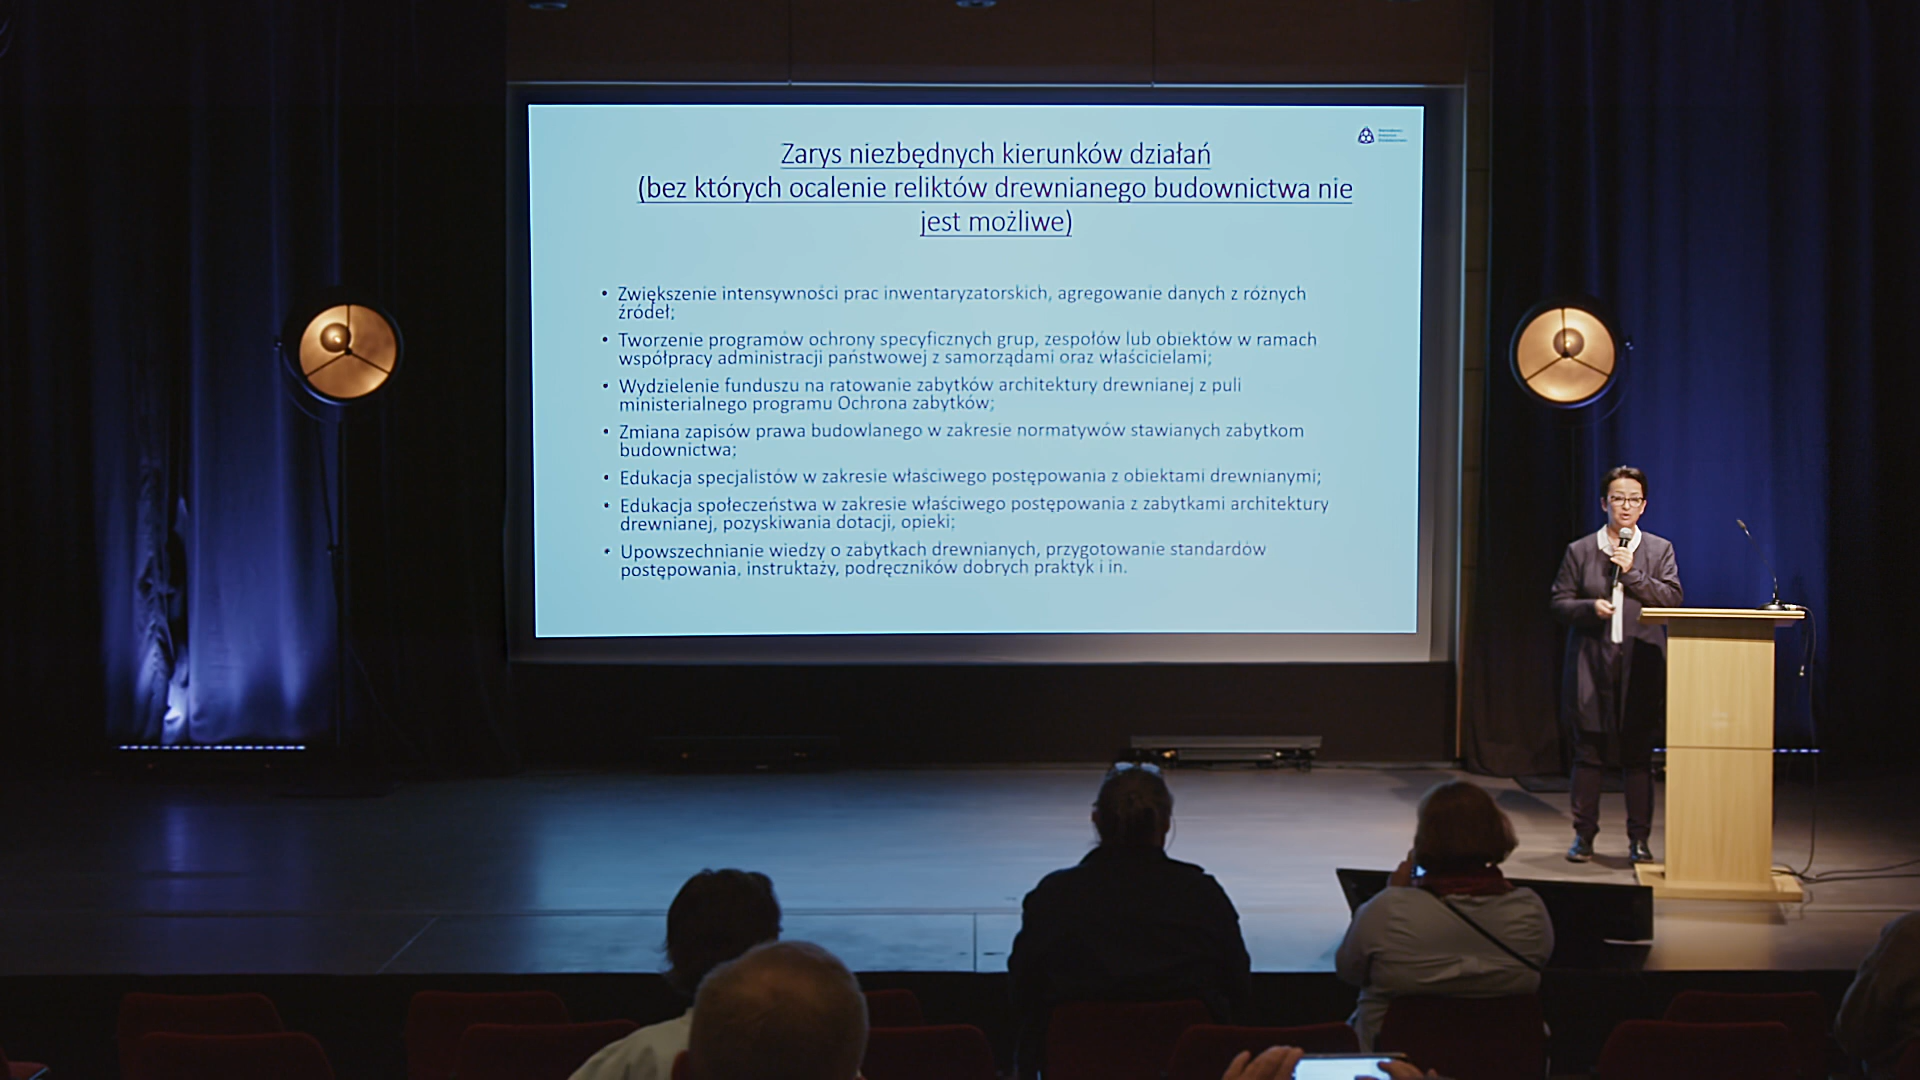 Zarys niezbędnych kierunków działań
(bez których ocalenie reliktów drewnianego budownictwa nie
jest możliwe)
• Zwiększenie intensywności prac inwentaryzatorskich, agregowanie danych z różnych
źródeł;
• Tworzenie programów ochrony specyficznych grup, zespołów lub obiektów w ramach
współpracy administracji państwowej z samorządami oraz właścicielami;
• Wydzielenie funduszu na ratowanie zabytków architektury drewnianej z puli
ministerialnego programu Ochrona zabytków;
• Zmiana zapisów prawa budowlanego w zakresie normatywów stawianych zabytkom
budownictwa;
• Edukacja specjalistów w zakresie właściwego postępowania z obiektami drewnianymi;
• Edukacja społeczeństwa w zakresie właściwego postępowania z zabytkami architektury
drewnianej, pozyskiwania dotacji, opieki;
• Upowszechnianie wiedzy o zabytkach drewnianych, przygotowanie standardów
postępowania, instruktaży, podręczników dobrych praktyk i in.